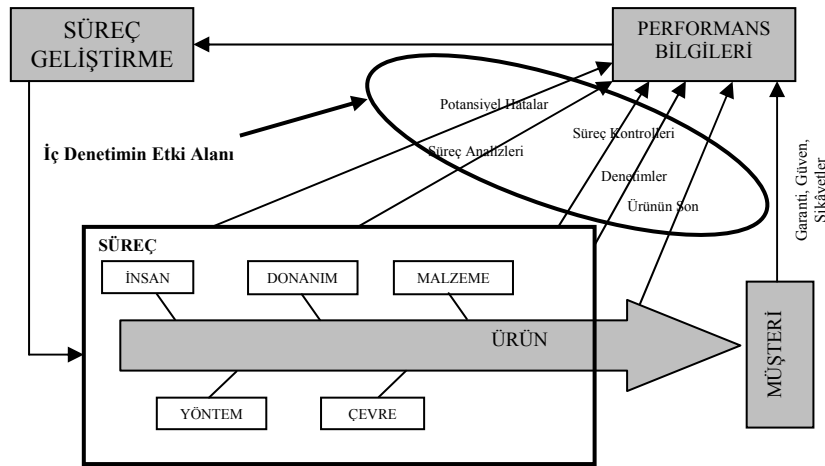 SÜREÇ
GELİŞTİRME
PERFORMANS
BİLGİLERİ
Potansiyel Hatalar
Süreç Kontrolleri
İç Denetimin Etki Alanı
Süreç Analizleri
Denetimler
Ürünün Son
Garanti, Güven,
Şikâyetler
SÜREÇ
İNSAN
DONANIM
MALZEME
ÜRÜN
MÜŞTERİ
YÖNTEM
ÇEVRE